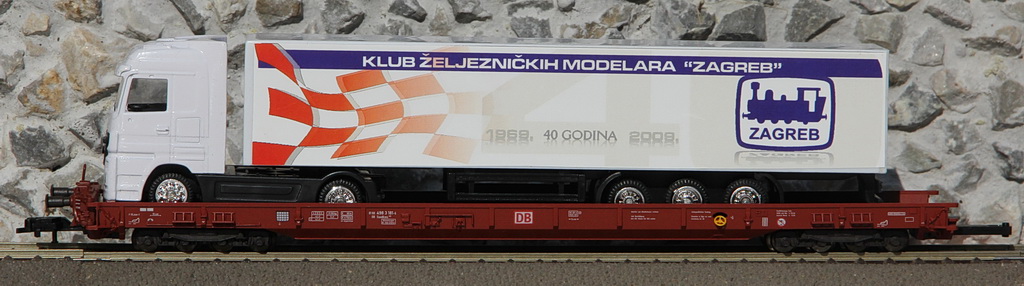 KLUB ŽELJEZNIČKIH MODELARA "ZAGREB"
1969. 40 GODINA 2009.
ZAGREB
DB